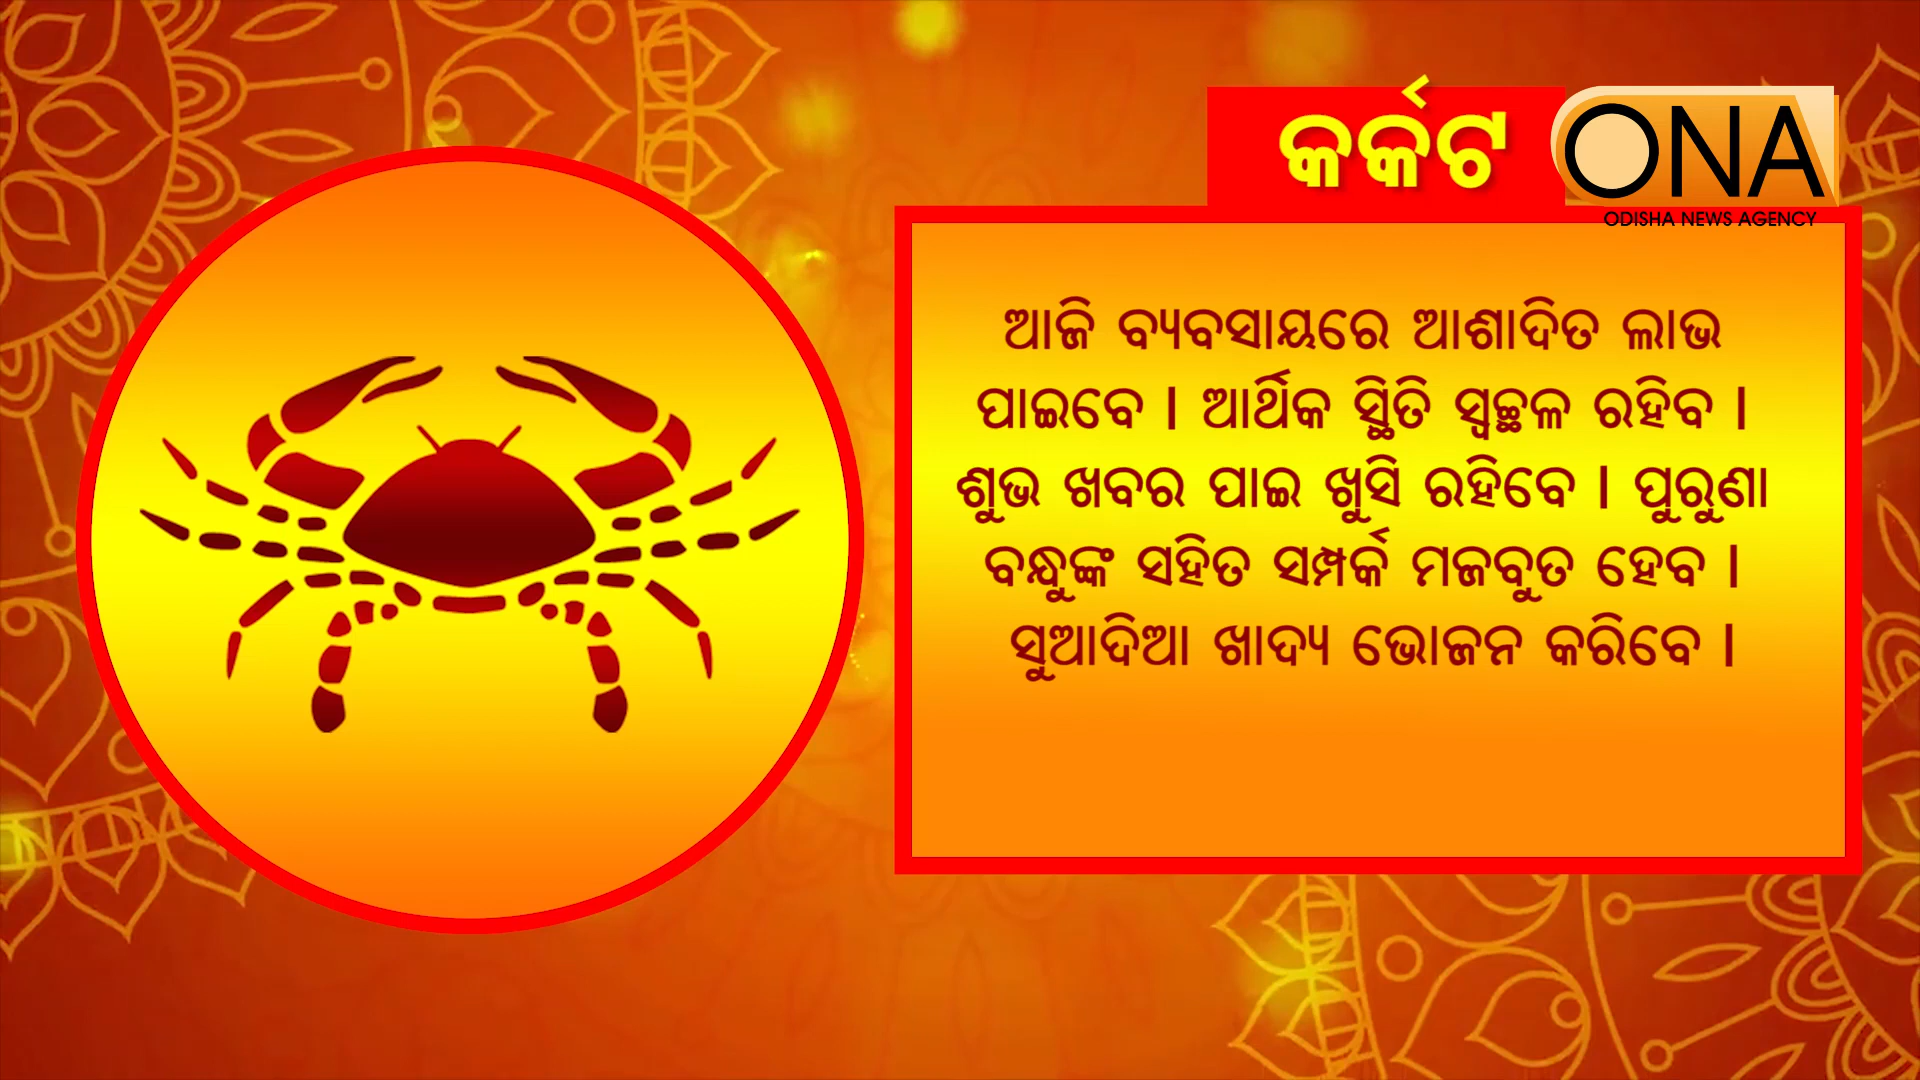 କର୍କଟ
ONA
ODISHA NEWS AGENCY
ଆଜି ବ୍ୟବସାୟରେ ଆଶାଦିତ ଲାଭ
ପାଇବେ । ଆର୍ଥିକ ସ୍ଥିତି ସ୍ୱଚ୍ଛଳ ରହିବ ।
ଶୁଭ ଖବର ପାଇ ଖୁସି ରହିବେ । ପୁରୁଣା
ବନ୍ଧୁଙ୍କ ସହିତ ସମ୍ପର୍କ ମଜବୁତ ହେବ ।
ସୁଆଦିଆ ଖାଦ୍ୟ ଭୋଜନ କରିବେ ।